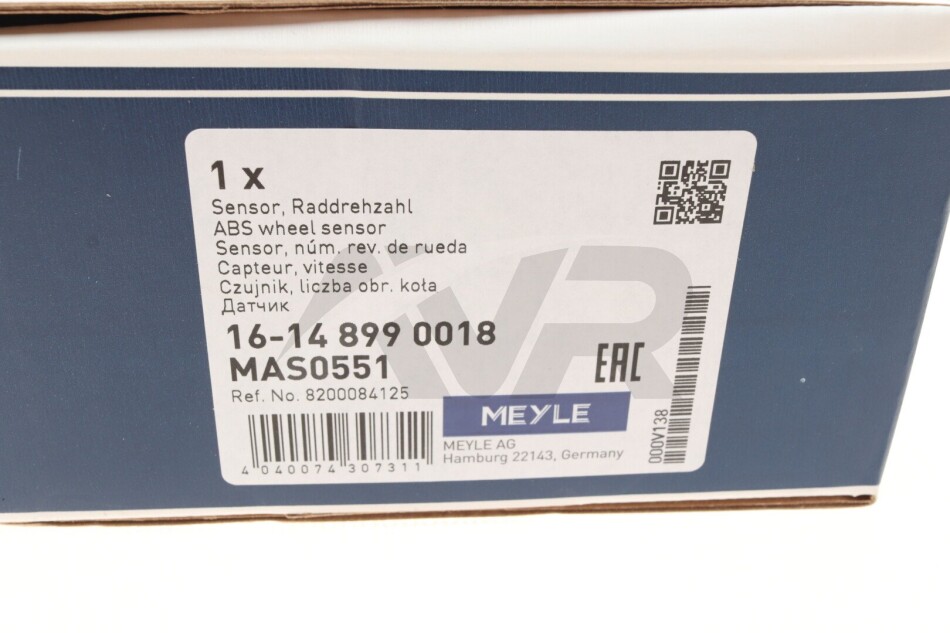 1 x
Sensor, Raddrehzahl
ABS wheel sensor
Sensor, núm. rev. de rueda
Capteur, vitesse
Czujnik, liczba obr. koła
Датчик
16-14 899 0018
MAS0551
Ref. No. 8200084125
EAC
MEYLE
MEYLE AG
Hamburg 22143, Germany
4 040074 307311
000V138
VR